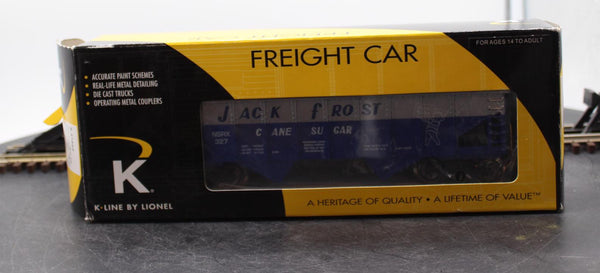 FREIGHT CAR
FOR AGES 14 TO ADULT
• ACCURATE PAINT SCHEMES
• REAL-LIFE METAL DETAILING
• DIE CAST TRUCKS
• OPERATING METAL COUPLERS
JACK FROST
CANE SUGAR
NSRX
327
K
K-LINE BY LIONEL
A HERITAGE OF QUALITY • A LIFETIME OF VALUE™